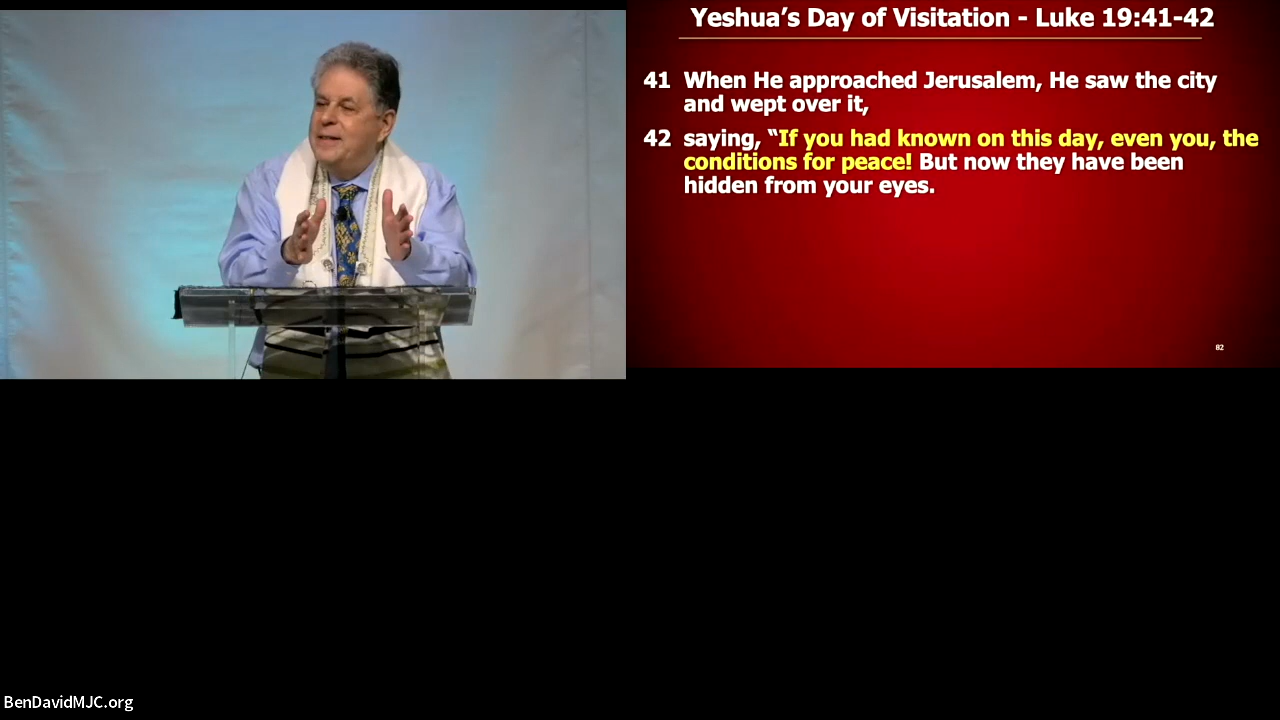 Yeshua’s Day of Visitation - Luke 19:41-42
41 When He approached Jerusalem, He saw the city
and wept over it,
42 saying, “If you had known on this day, even you, the
conditions for peace! But now they have been
hidden from your eyes.
82
BenDavidMJC.org